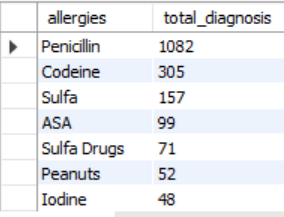 allergies total_diagnosis
Penicillin 1082
Codeine 305
Sulfa 157
ASA 99
Sulfa Drugs 71
Peanuts 52
Iodine 48